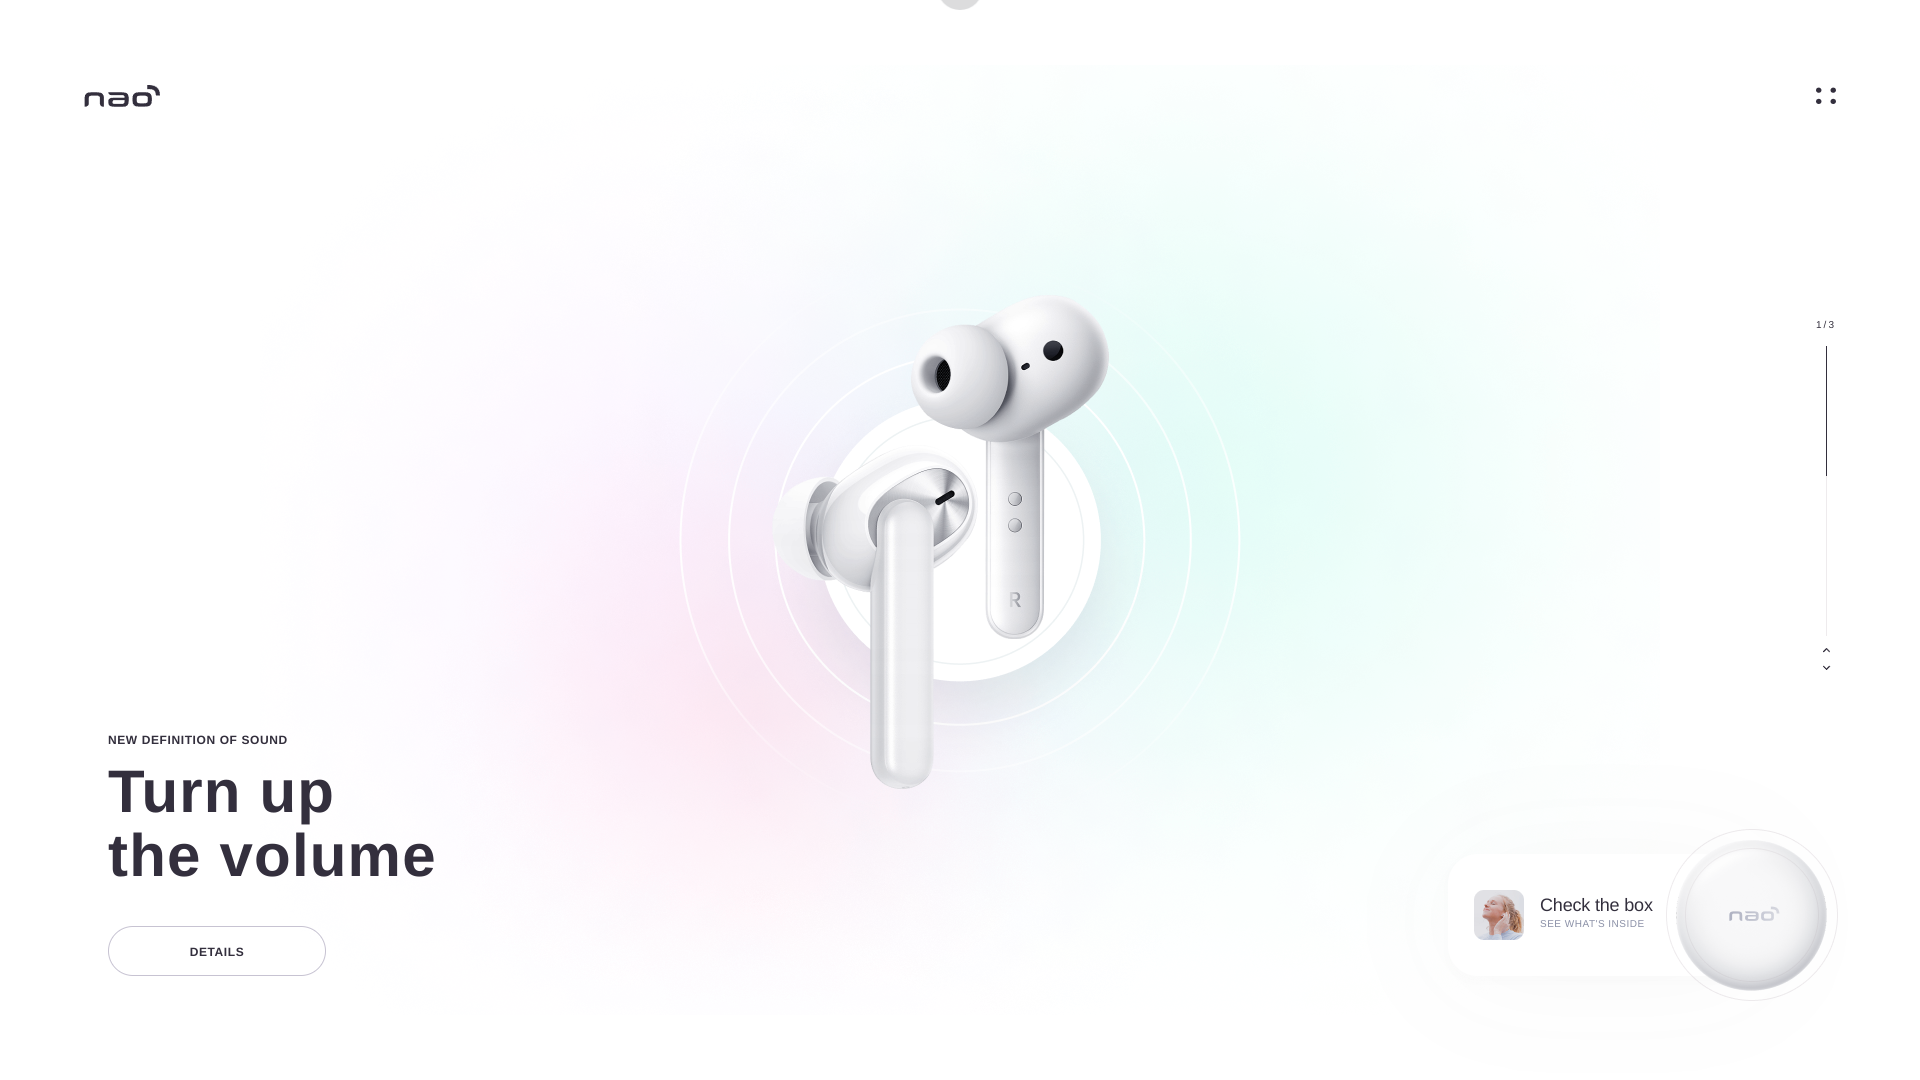 nao
1 / 3
R
NEW DEFINITION OF SOUND
Turn up
the volume
DETAILS
Check the box
SEE WHAT'S INSIDE
nao